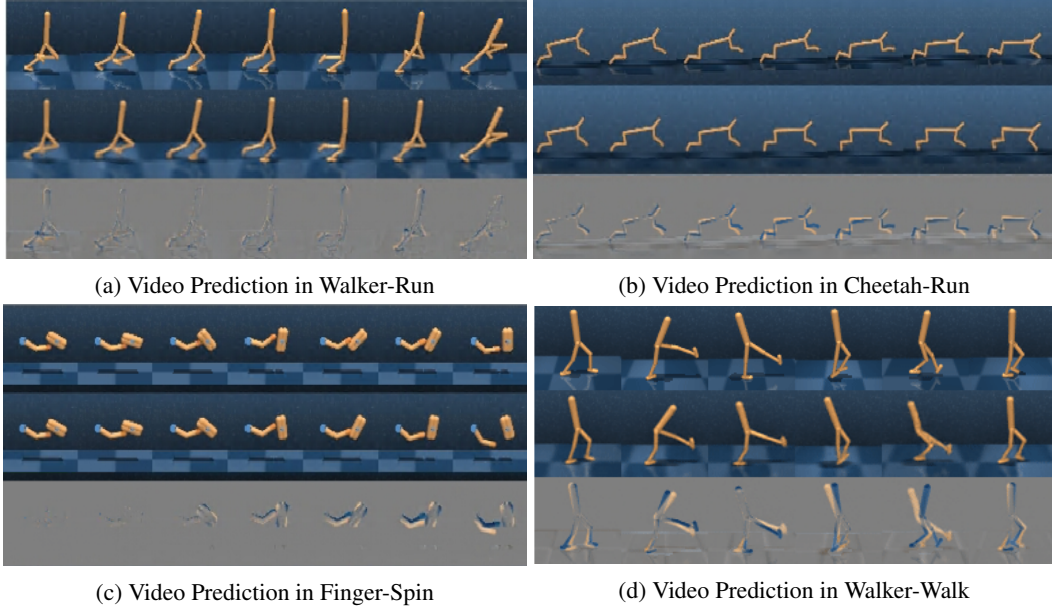 (a) Video Prediction in Walker-Run
(b) Video Prediction in Cheetah-Run
(c) Video Prediction in Finger-Spin
(d) Video Prediction in Walker-Walk